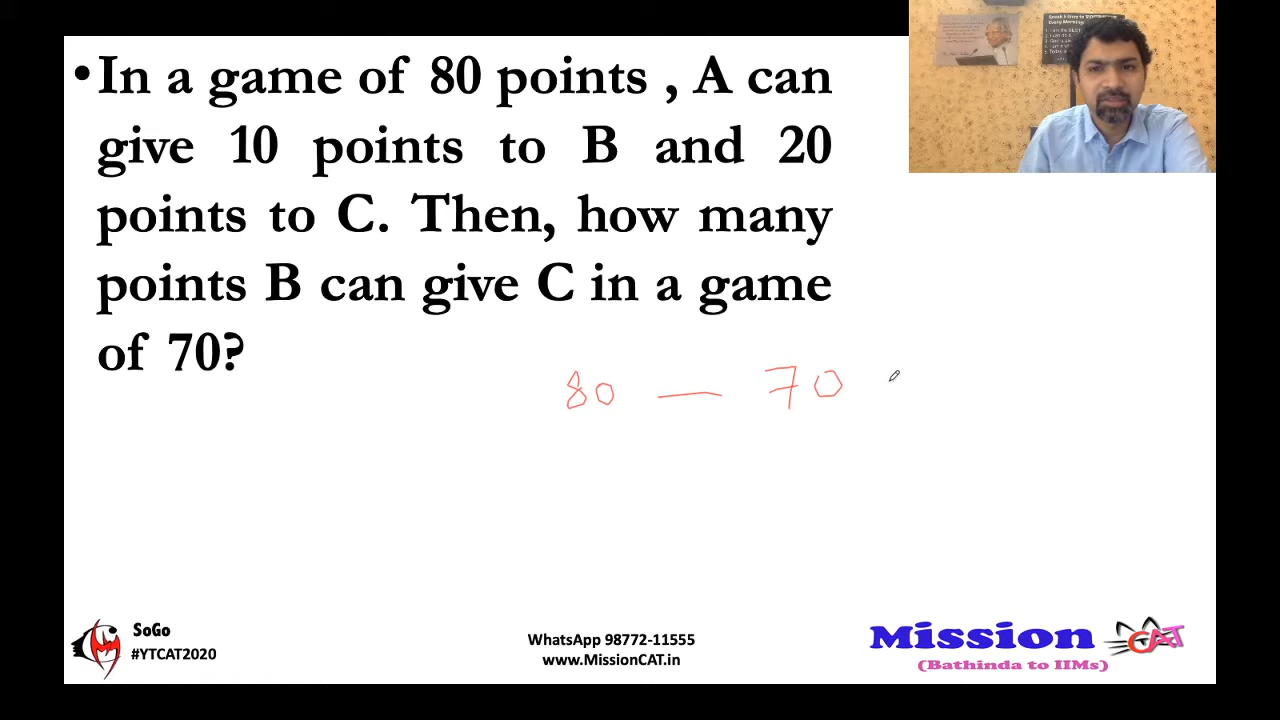 •In a game of 80 points , A can
give 10 points to B and 20
points to C. Then, how many
points B can give C in a game
of 70?
80 — 70
SoGo
#YTCAT2020
WhatsApp 98772-11555
www.MissionCAT.in
Mission CAT
(Bathinda to IIMs)